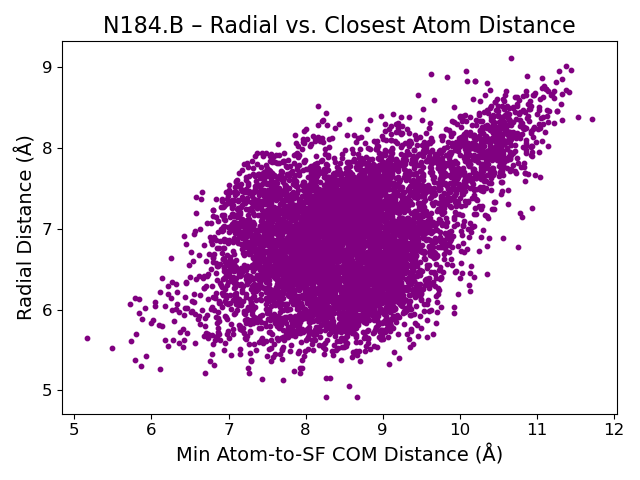 N184.B – Radial vs. Closest Atom Distance
Radial Distance (Å)
9
8
7
6
5
5 6 7 8 9 10 11 12
Min Atom-to-SF COM Distance (Å)